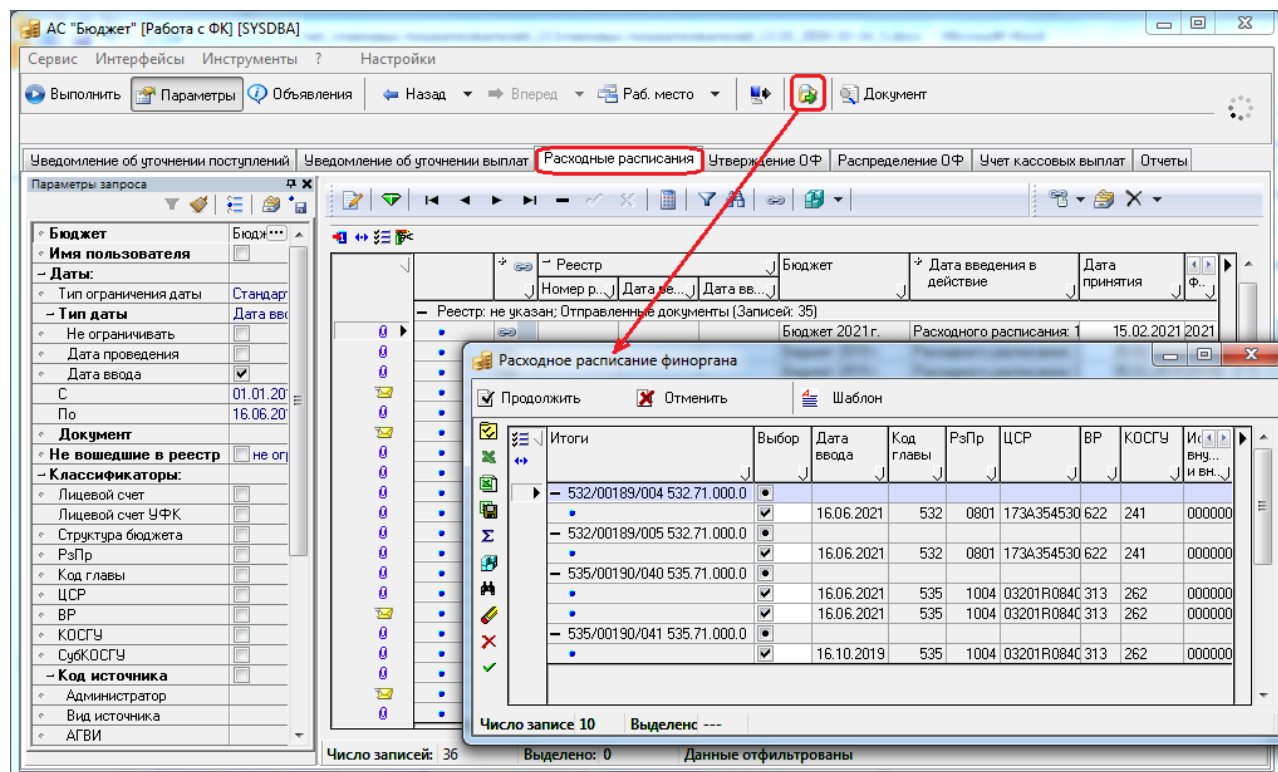 АС "Бюджет" [Работа с ФК] [SYSDBA]
Сервис Интерфейсы Инструменты ? Настройки
Выполнить Параметры Объявления Назад Вперед Раб. место Документ
Уведомление об уточнении поступлений Уведомление об уточнении выплат Расходные расписания Утверждение ОФ Распределение ОФ Учет кассовых выплат Отчеты
Параметры запроса
Бюджет Бюдж...
Имя пользователя
Даты:
Тип ограничения даты Стандарт
Тип даты Дата вво
Не ограничивать
Дата проведения
Дата ввода
С 01.01.20
По 16.06.20
Документ
Не вошедшие в реестр не огр
Классификаторы:
Лицевой счет
Лицевой счет УФК
Структура бюджета
РзПр
Код главы
ЦСР
ВР
КОСГУ
СубКОСГУ
Код источника
Администратор
Вид источника
АГВИ
Реестр Бюджет Дата введения в действие Дата принятия Ф...
Номер р... Дата ре... Дата вв...
Реестр: не указан; Отправленные документы (Записей: 35)
Бюджет 2021 г. Расходного расписания: 1 15.02.2021 2021
Расходное расписание финоргана
Продолжить Отменить Шаблон
Итоги Выбор Дата ввода Код главы РзПр ЦСР ВР КОСГУ Ис вну... и вн...
532/00189/004 532.71.000.0
16.06.2021 532 0801 173A354530 622 241 000000
532/00189/005 532.71.000.0
16.06.2021 532 0801 173A354530 622 241 000000
535/00190/040 535.71.000.0
16.06.2021 535 1004 03201R0840 313 262 000000
16.06.2021 535 1004 03201R0840 313 262 000000
535/00190/041 535.71.000.0
16.10.2019 535 1004 03201R0840 313 262 000000
Число записе 10 Выделенс ---
Число записей: 36 Выделено: 0 Данные отфильтрованы